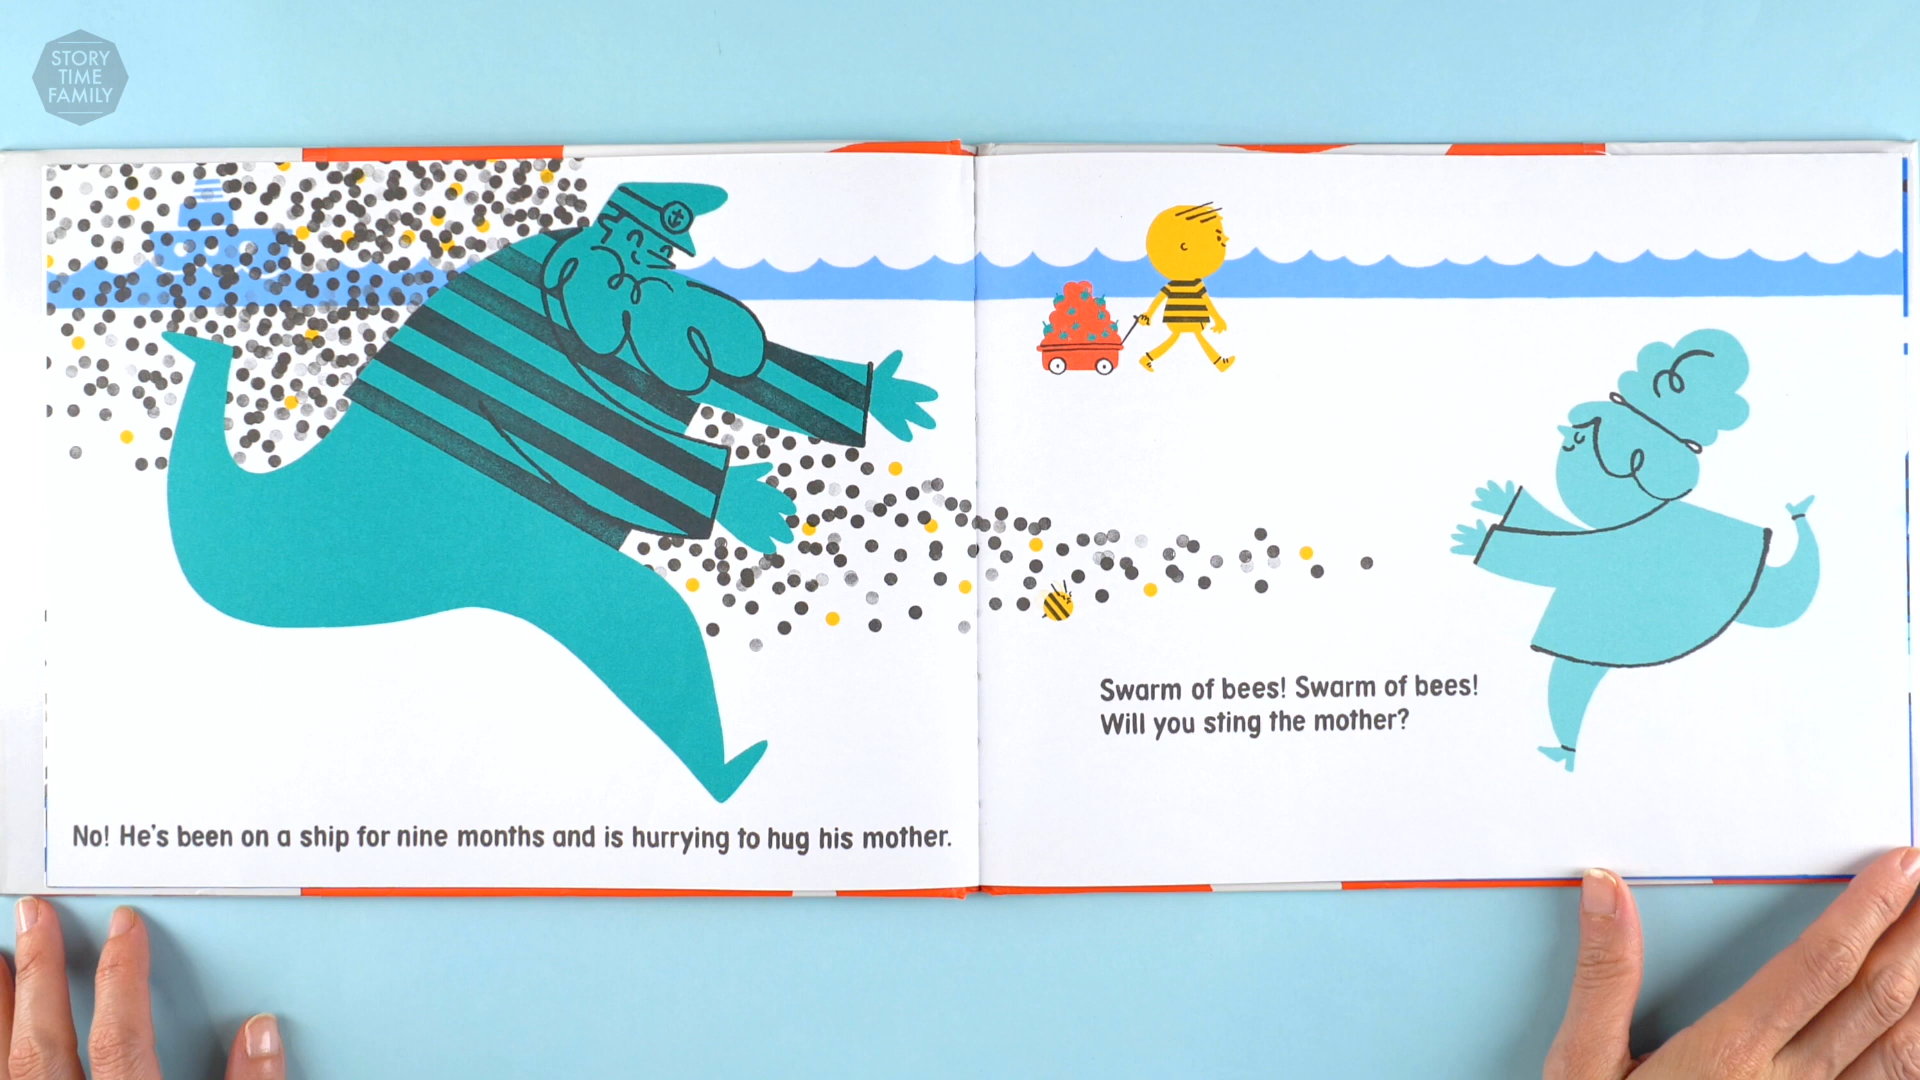 STORY
TIME
FAMILY
No! He's been on a ship for nine months and is hurrying to hug his mother.
Swarm of bees! Swarm of bees!
Will you sting the mother?